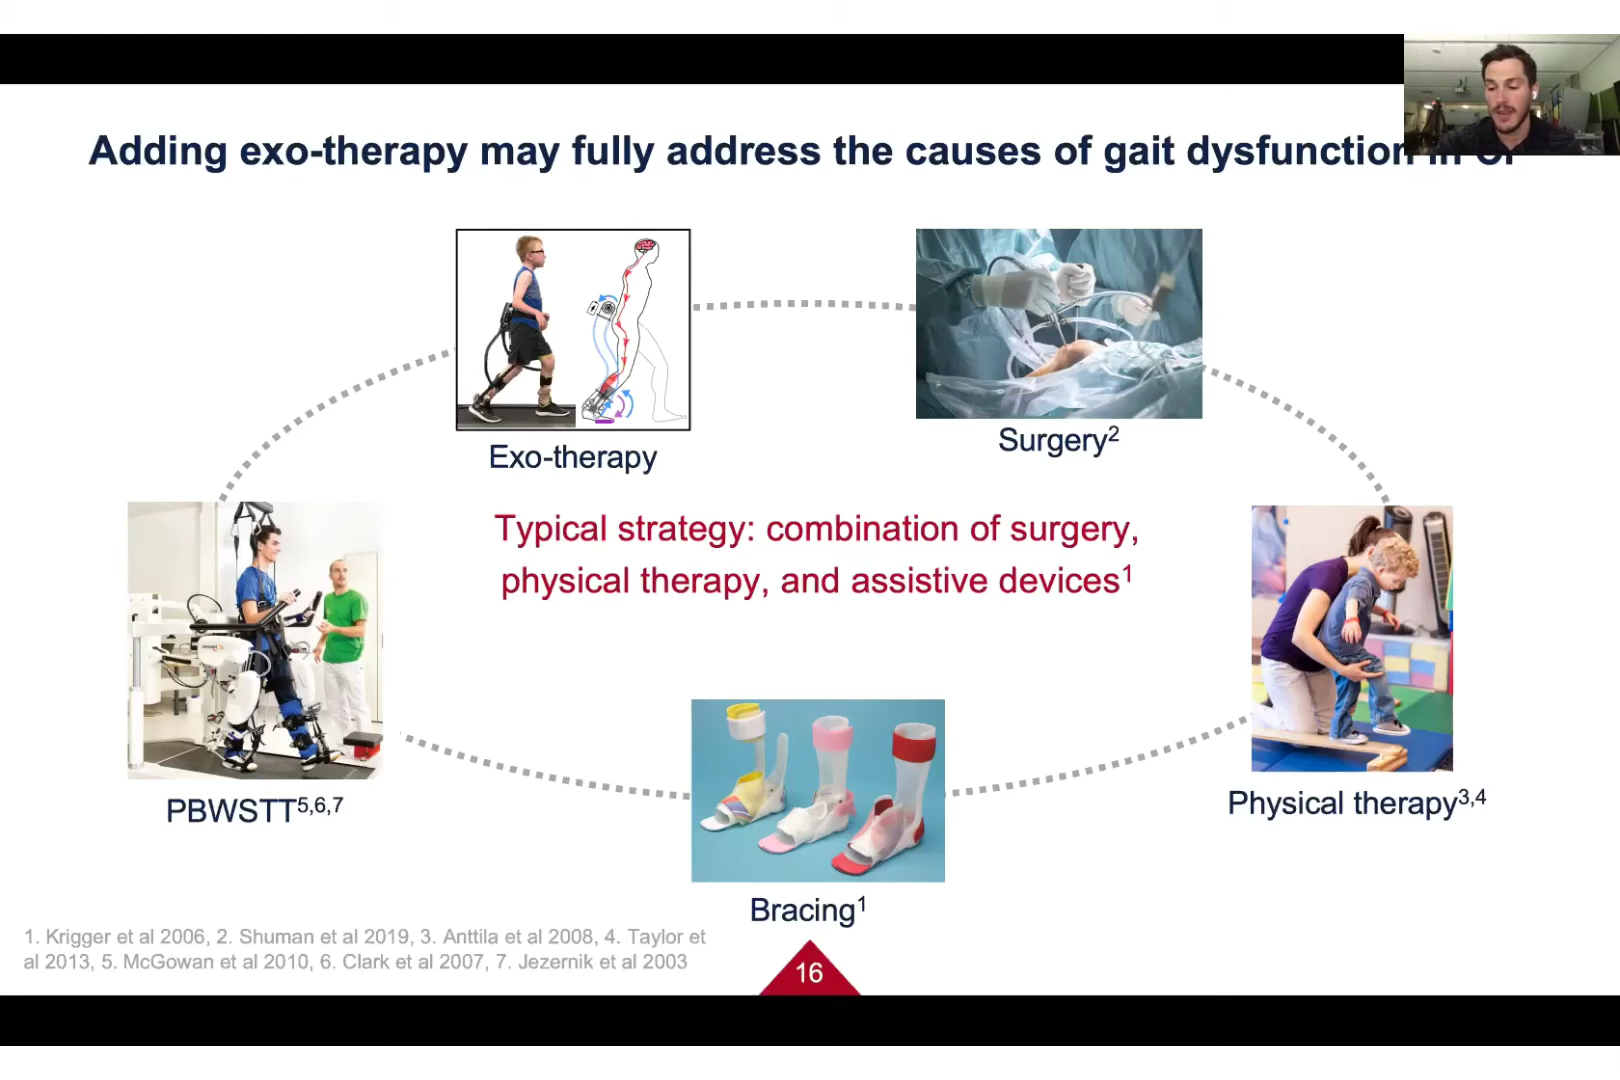 Adding exo-therapy may fully address the causes of gait dysfunction in
Exo-therapy
Surgery2
Typical strategy: combination of surgery,
physical therapy, and assistive devices1
PBWSTT5,6,7
Physical therapy3,4
Bracing1
1. Krigger et al 2006, 2. Shuman et al 2019, 3. Anttila et al 2008, 4. Taylor et
al 2013, 5. McGowan et al 2010, 6. Clark et al 2007, 7. Jezernik et al 2003
16